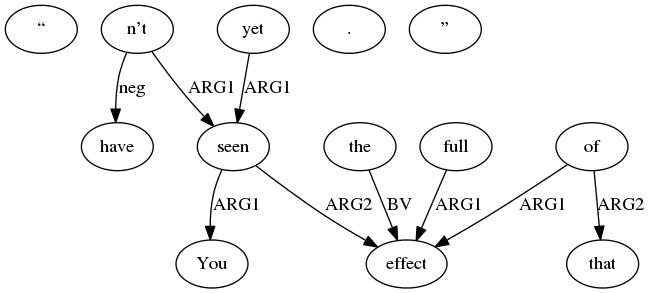 “ n’t yet . ”
neg ARG1 ARG1
have seen the full of
ARG1 ARG2 BV ARG1 ARG1 ARG2
You effect that